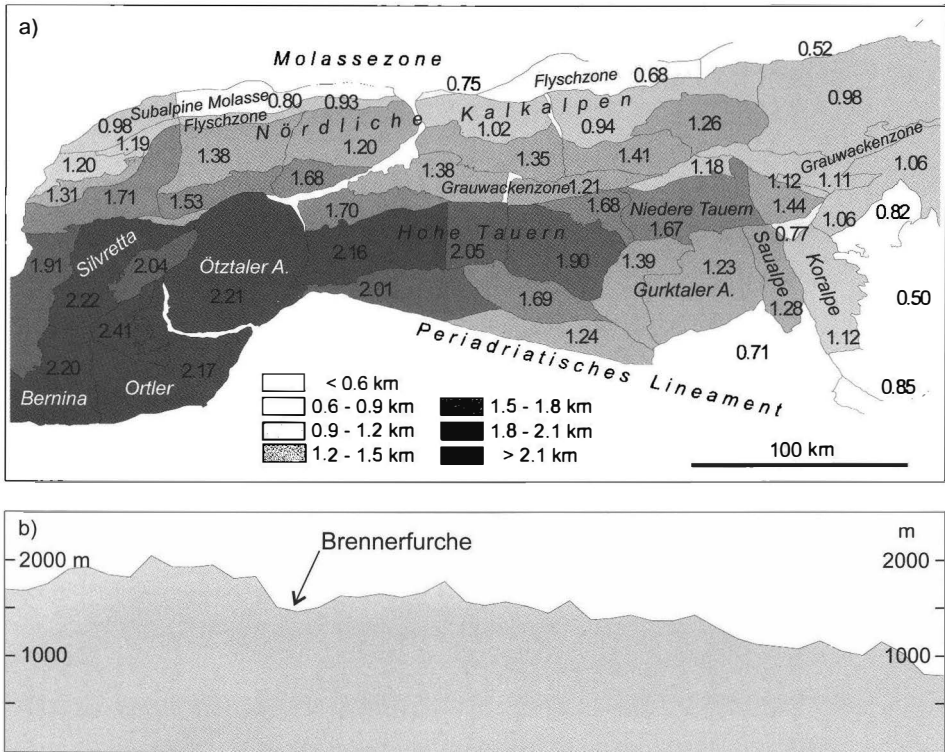 a)
0.52
Molassezone
0.75
Flyschzone 0.68
Subalpine Molasse 0.80 0.93
0.98
Flyschzone
Nördliche Kalkalpen
0.98
1.19
1.02
0.94
1.26
1.20
1.38
1.20
1.35
1.41
Grauwackenzone
1.38
1.18
1.06
1.31
1.71
1.53
1.68
Grauwackenzone
1.21
1.12
1.11
1.70
1.68
Niedere Tauern
1.44
1.06
0.82
Hohe Tauern
1.67
0.77
Silvretta
1.91
2.04
Ötztaler A.
2.16
2.05
1.90
1.39
1.23
Saualpe
Koralpe
2.22
2.21
2.01
1.69
Gurktaler A.
1.28
0.50
2.41
1.24
1.12
2.20
2.17
Periadriatisches Lineament
0.71
0.85
Bernina
Ortler
< 0.6 km
0.6 - 0.9 km
0.9 - 1.2 km
1.2 - 1.5 km
1.5 - 1.8 km
1.8 - 2.1 km
> 2.1 km
100 km
b)
Brennerfurche
m
2000 m
2000
1000
1000